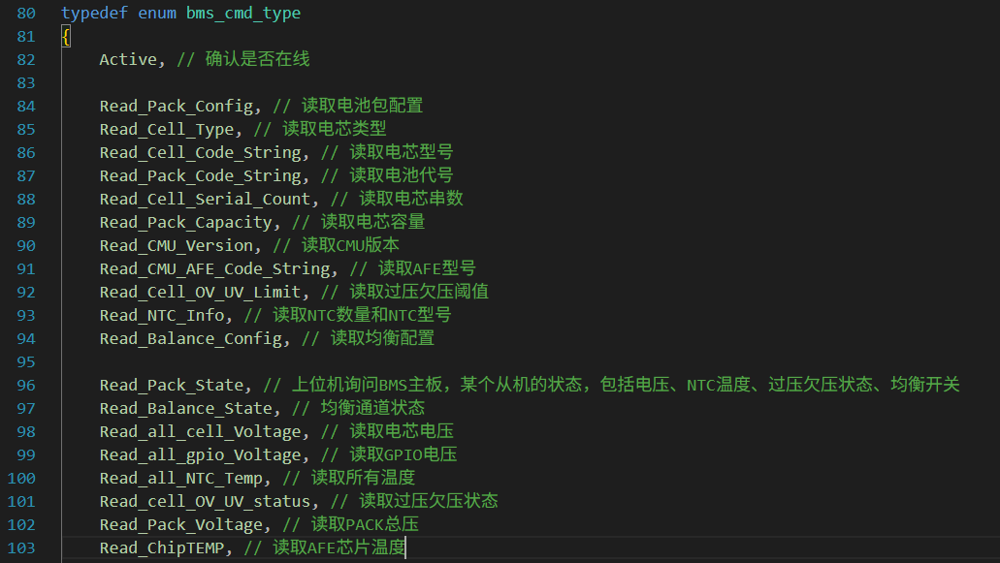 80 typedef enum bms_cmd_type
81 {
82 Active, // 确认是否在线
83
84 Read_Pack_Config, // 读取电池包配置
85 Read_Cell_Type, // 读取电芯类型
86 Read_Cell_Code_String, // 读取电芯型号
87 Read_Pack_Code_String, // 读取电池代号
88 Read_Cell_Serial_Count, // 读取电芯串数
89 Read_Pack_Capacity, // 读取电芯容量
90 Read_CMU_Version, // 读取CMU版本
91 Read_CMU_AFE_Code_String, // 读取AFE型号
92 Read_Cell_OV_UV_Limit, // 读取过压欠压阈值
93 Read_NTC_Info, // 读取NTC数量和NTC型号
94 Read_Balance_Config, // 读取均衡配置
95
96 Read_Pack_State, // 上位机询问BMS主板，某个从机的状态，包括电压、NTC温度、过压欠压状态、均衡开关
97 Read_Balance_State, // 均衡通道状态
98 Read_all_cell_Voltage, // 读取电芯电压
99 Read_all_gpio_Voltage, // 读取GPIO电压
100 Read_all_NTC_Temp, // 读取所有温度
101 Read_cell_OV_UV_status, // 读取过压欠压状态
102 Read_Pack_Voltage, // 读取PACK总压
103 Read_ChipTEMP, // 读取AFE芯片温度